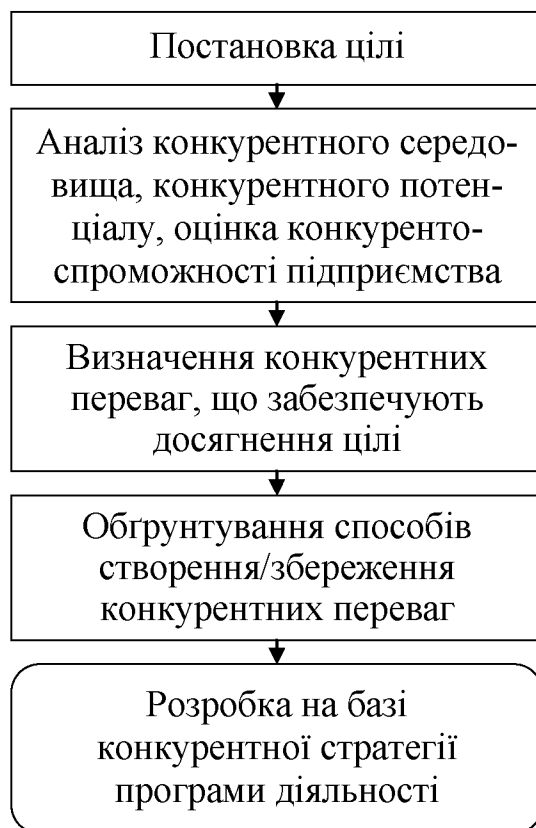 Постановка цілі
Аналіз конкурентного середо-
вища, конкурентного потен-
ціалу, оцінка конкуренто-
спроможності підприємства
Визначення конкурентних
переваг, що забезпечують
досягнення цілі
Обґрунтування способів
створення/збереження
конкурентних переваг
Розробка на базі
конкурентної стратегії
програми діяльності